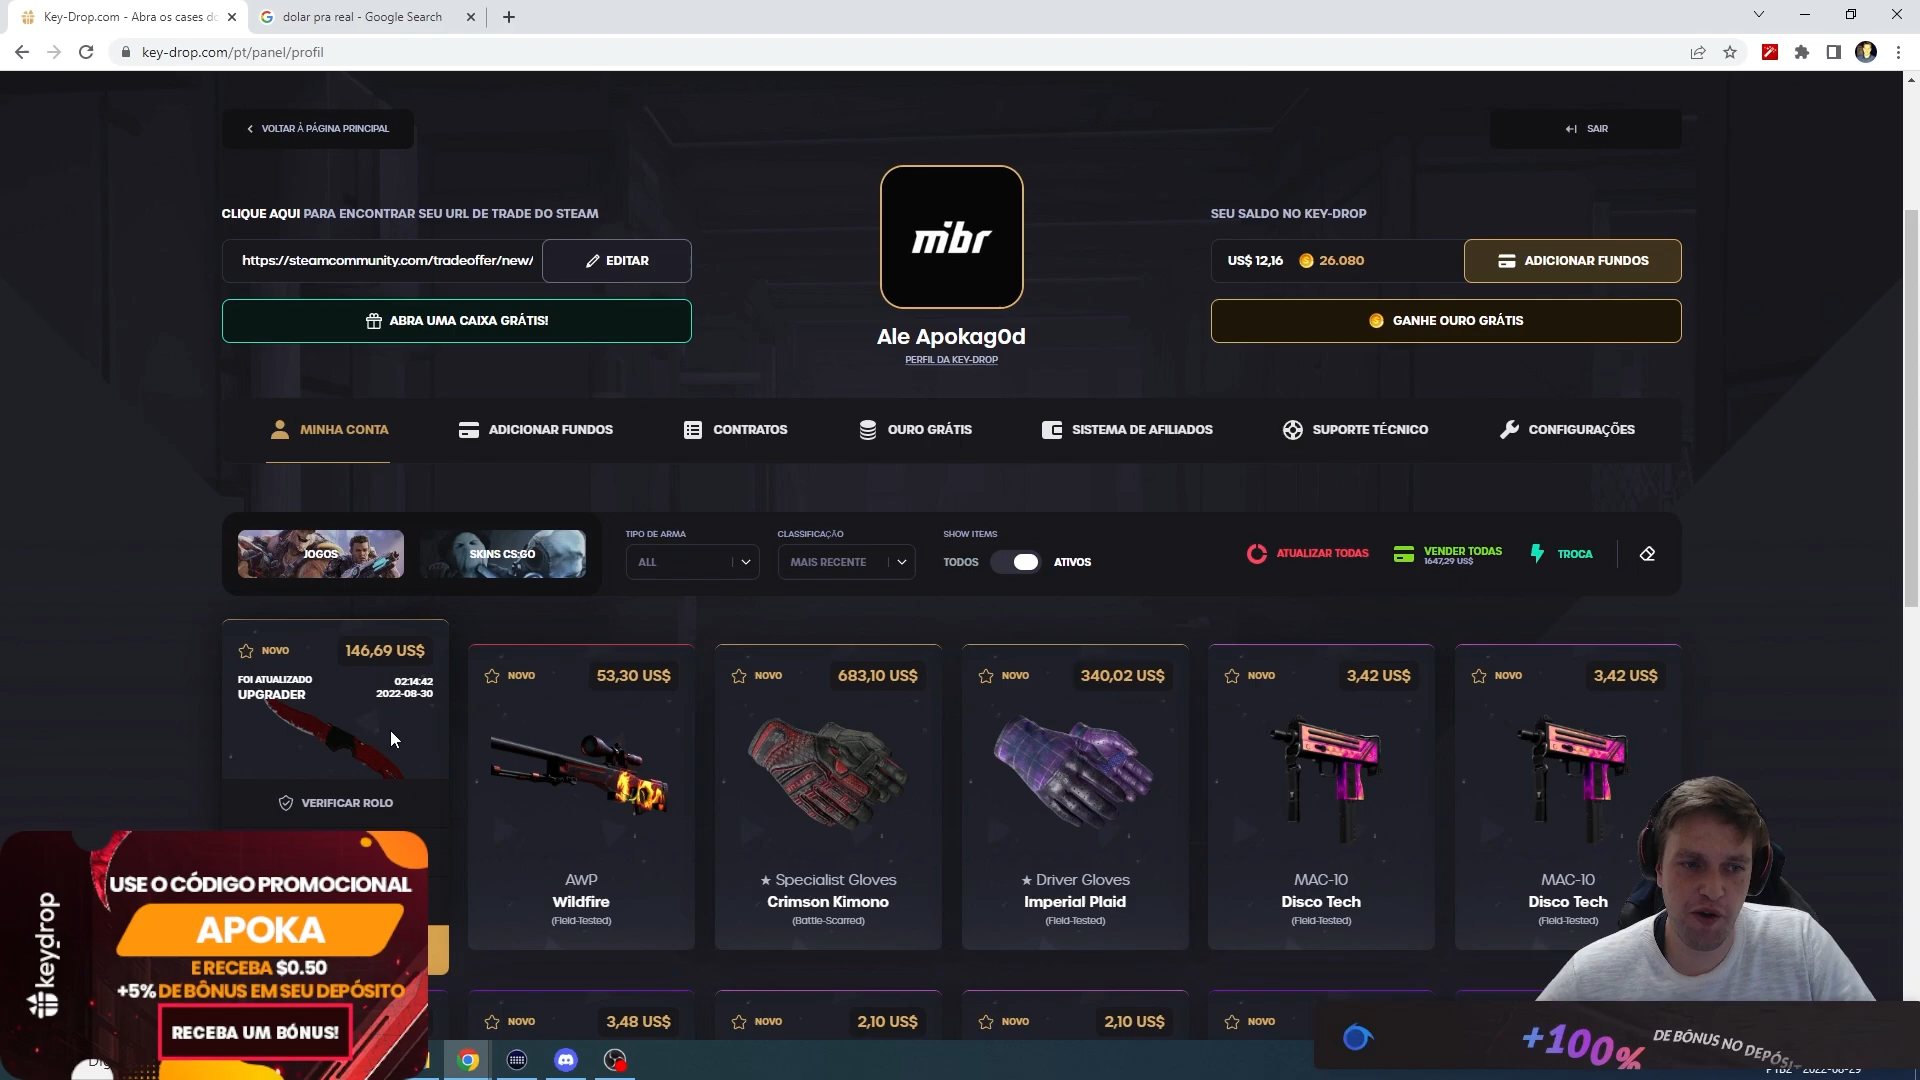 Key-Drop.com - Abra os cases do
dolar pra real - Google Search
key-drop.com/pt/panel/profil
VOLTAR À PÁGINA PRINCIPAL
SAIR
CLIQUE AQUI PARA ENCONTRAR SEU URL DE TRADE DO STEAM
https://steamcommunity.com/tradeoffer/new/
EDITAR
ABRA UMA CAIXA GRÁTIS!
mibr
Ale Apokag0d
PERFIL DA KEY-DROP
SEU SALDO NO KEY-DROP
US$ 12,16
26.080
ADICIONAR FUNDOS
GANHE OURO GRÁTIS
MINHA CONTA
ADICIONAR FUNDOS
CONTRATOS
OURO GRÁTIS
SISTEMA DE AFILIADOS
SUPORTE TÉCNICO
CONFIGURAÇÕES
JOGOS
SKINS CS:GO
TIPO DE ARMA
ALL
CLASSIFICAÇÃO
MAIS RECENTE
SHOW ITEMS
TODOS
ATIVOS
ATUALIZAR TODAS
VENDER TODAS
1647,29 US$
TROCA
NOVO
146,69 US$
FOI ATUALIZADO
UPGRADER
02:14:42
2022-08-30
VERIFICAR ROLO
NOVO
53,30 US$
AWP
Wildfire
(Field-Tested)
NOVO
683,10 US$
★ Specialist Gloves
Crimson Kimono
(Battle-Scarred)
NOVO
340,02 US$
★ Driver Gloves
Imperial Plaid
(Field-Tested)
NOVO
3,42 US$
MAC-10
Disco Tech
(Field-Tested)
NOVO
3,42 US$
MAC-10
Disco Tech
(Field-Tested)
NOVO
3,48 US$
NOVO
2,10 US$
NOVO
2,10 US$
NOVO
keydrop
USE O CÓDIGO PROMOCIONAL
APOKA
E RECEBA $0.50
+5% DE BÔNUS EM SEU DEPÓSITO
RECEBA UM BÓNUS!
+100%
DE BÔNUS NO DEPÓSIT
2022-08-29